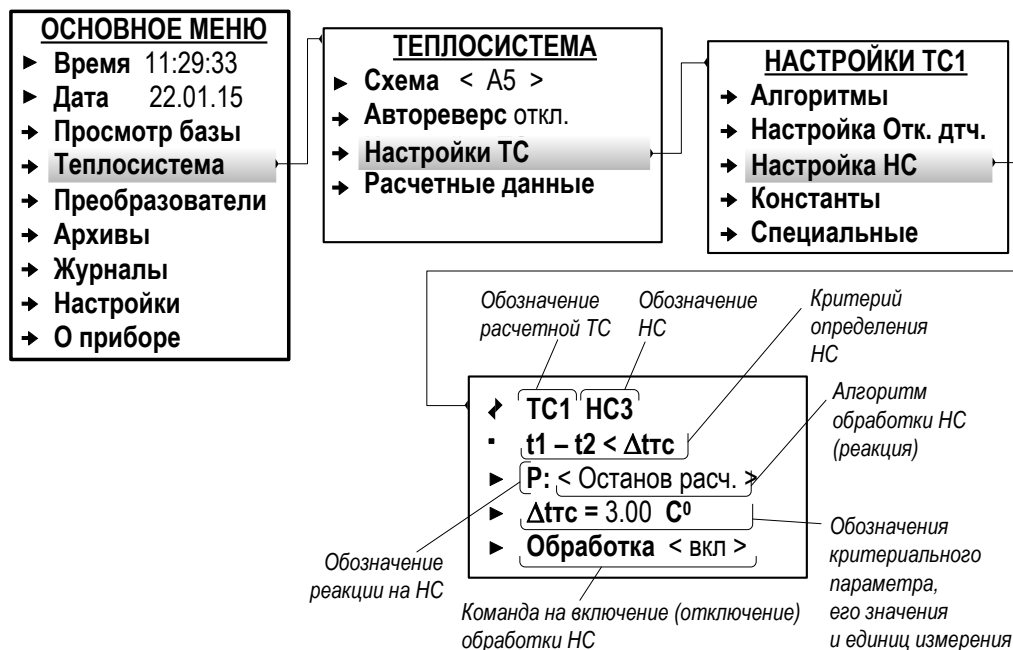 ОСНОВНОЕ МЕНЮ
Время 11:29:33
Дата 22.01.15
Просмотр базы
Теплосистема
Преобразователи
Архивы
Журналы
Настройки
О приборе
ТЕПЛОСИСТЕМА
Схема < А5 >
Автореверс откл.
Настройки ТС
Расчетные данные
НАСТРОЙКИ ТС1
Алгоритмы
Настройка Отк. дтч.
Настройка НС
Константы
Специальные
Обозначение
расчетной ТС
Обозначение
НС
Критерий
определения
НС
ТС1 НС3
t1 – t2 < Δtтс
Р: < Останов расч. >
Δtтс = 3.00 С⁰
Обработка < вкл >
Алгоритм
обработки НС
(реакция)
Обозначение
реакции на НС
Команда на включение (отключение)
обработки НС
Обозначения
критериального
параметра,
его значения
и единиц измерения